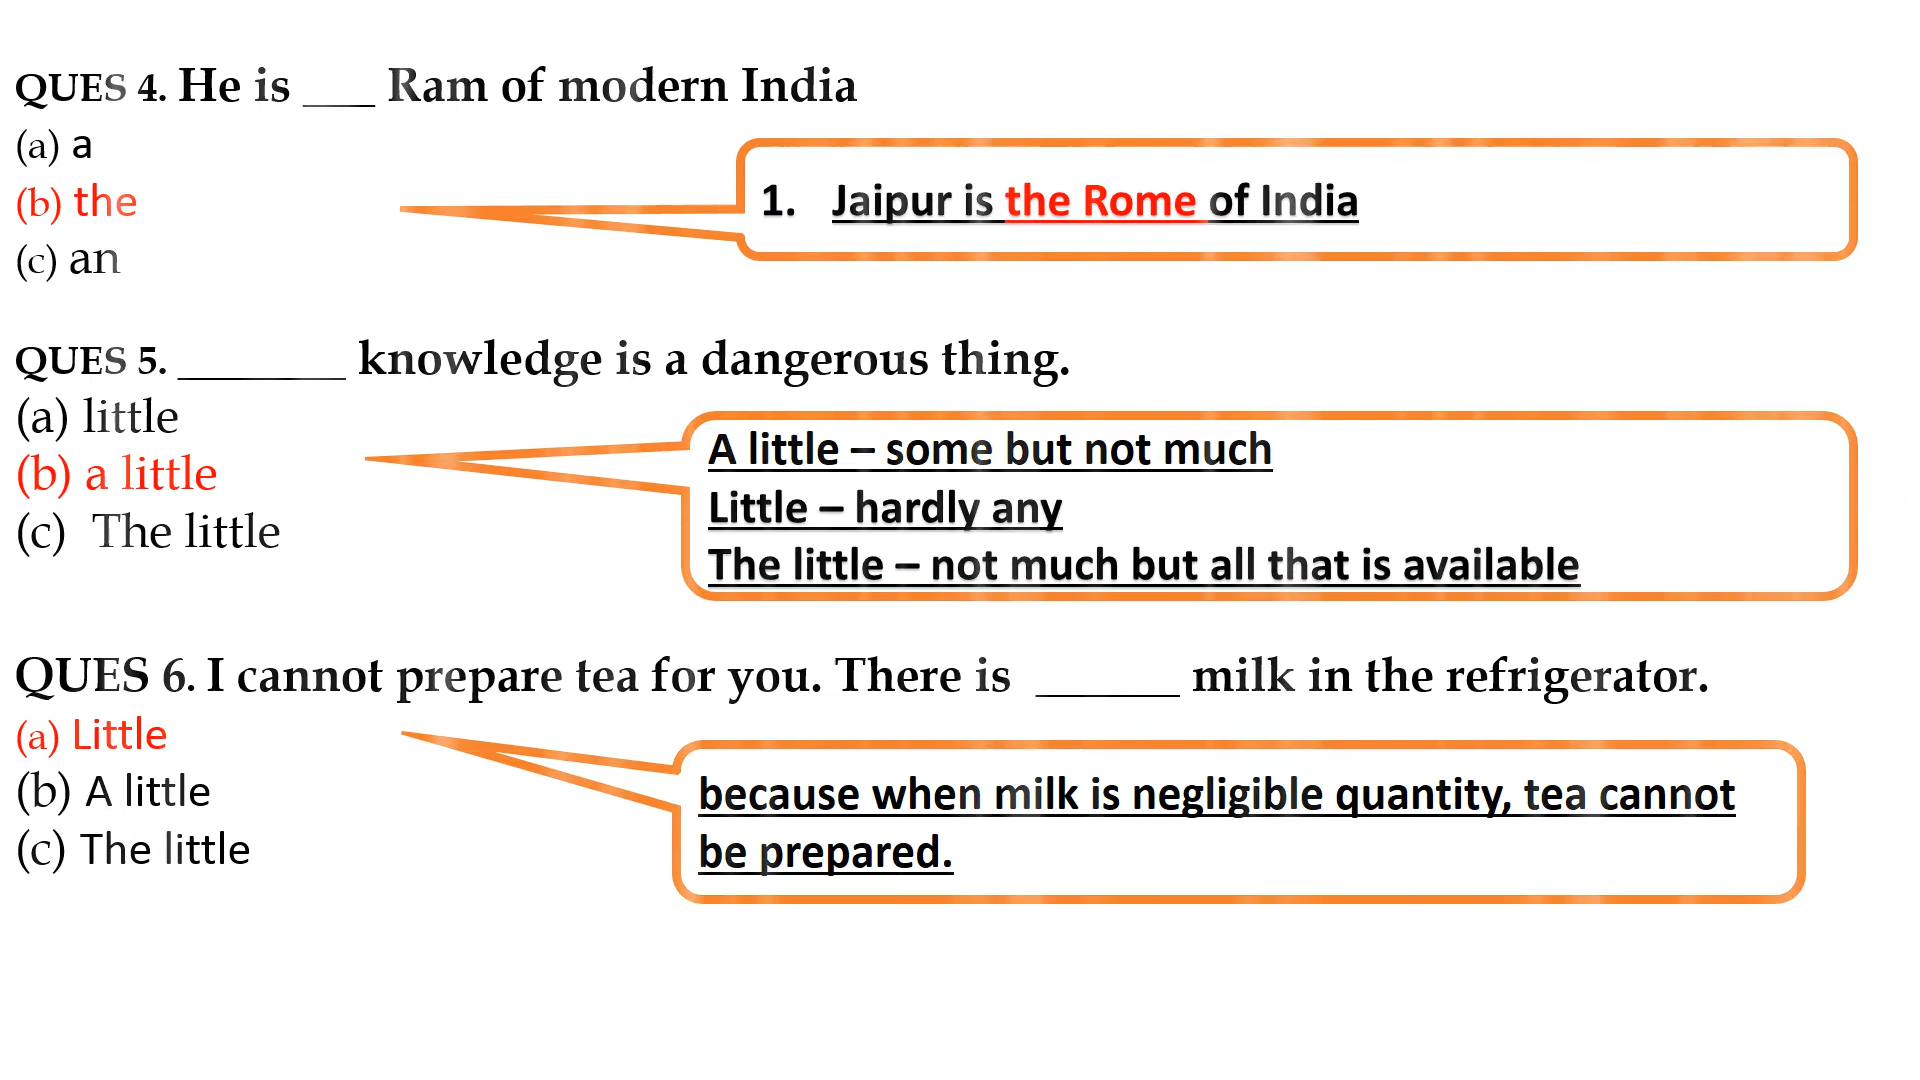 QUES 4. He is ___ Ram of modern India
(a) a
(b) the
(c) an
1. Jaipur is the Rome of India
QUES 5. _______ knowledge is a dangerous thing.
(a) little
(b) a little
(c) The little
A little – some but not much
Little – hardly any
The little – not much but all that is available
QUES 6. I cannot prepare tea for you. There is ______ milk in the refrigerator.
(a) Little
(b) A little
(c) The little
because when milk is negligible quantity, tea cannot
be prepared.